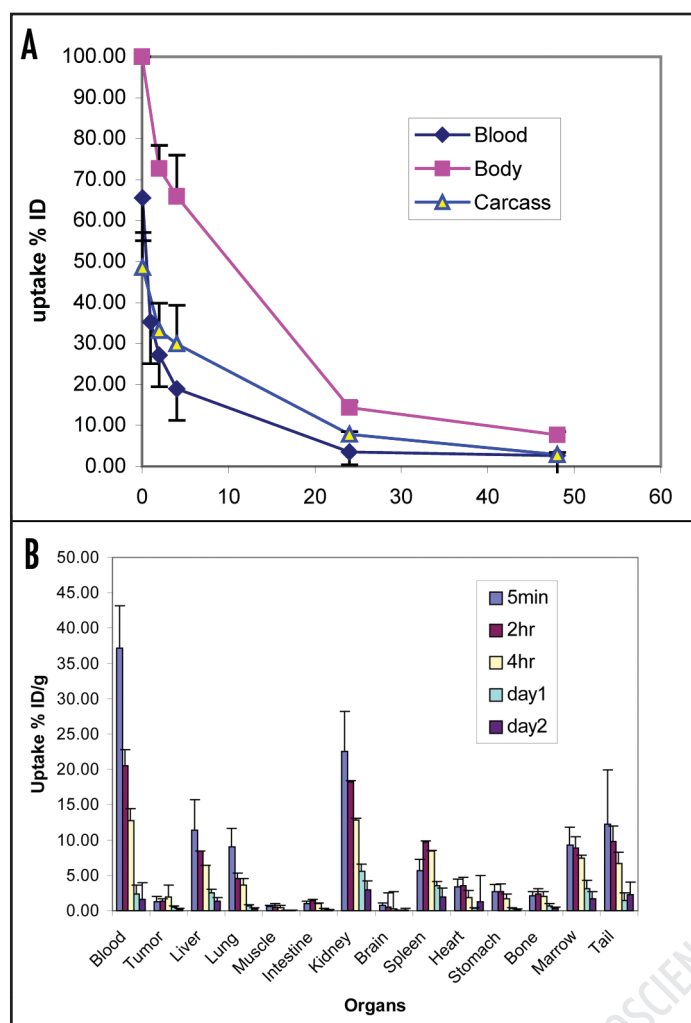 A
100.00
90.00
80.00
70.00
60.00
50.00
40.00
30.00
20.00
10.00
0.00
uptake % ID
Blood
Body
Carcass
0 10 20 30 40 50 60
B
50.00
45.00
40.00
35.00
30.00
25.00
20.00
15.00
10.00
5.00
0.00
Uptake % ID/g
5min
2hr
4hr
day1
day2
Blood Tumor Liver Lung Muscle Intestine Kidney Brain Spleen Heart Stomach Bone Marrow Tail
Organs